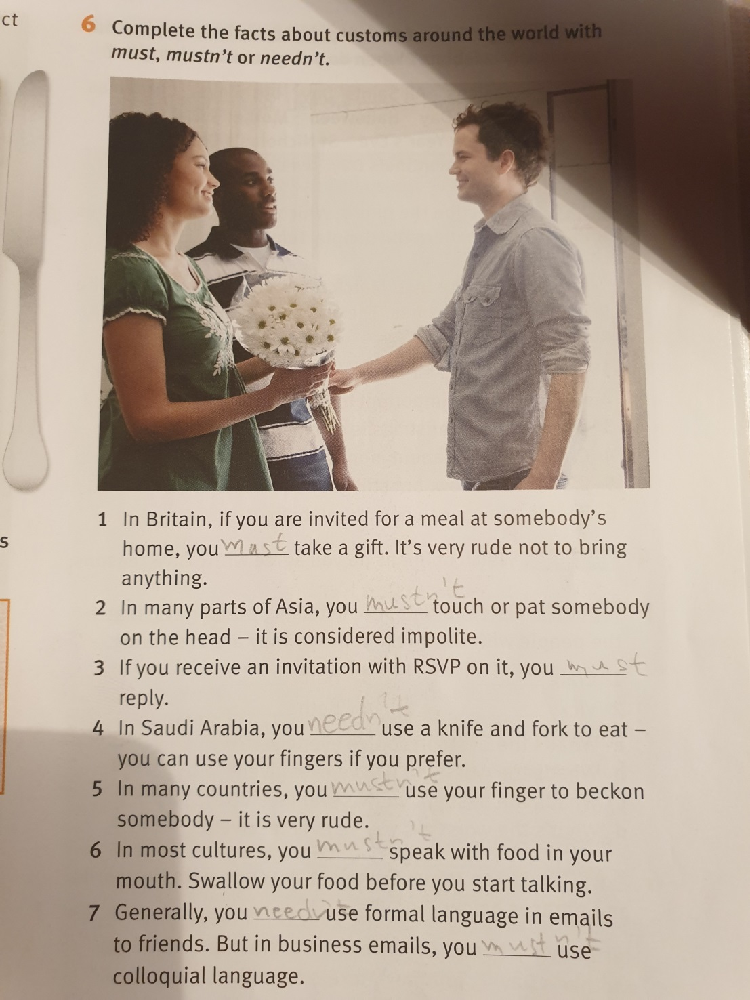 ct
6 Complete the facts about customs around the world with
must, mustn't or needn't.
s
1 In Britain, if you are invited for a meal at somebody's
home, you must take a gift. It's very rude not to bring
anything.
2 In many parts of Asia, you mustn't touch or pat somebody
on the head – it is considered impolite.
3 If you receive an invitation with RSVP on it, you must
reply.
4 In Saudi Arabia, you needn't use a knife and fork to eat –
you can use your fingers if you prefer.
5 In many countries, you mustn't use your finger to beckon
somebody – it is very rude.
6 In most cultures, you mustn't speak with food in your
mouth. Swallow your food before you start talking.
7 Generally, you needn't use formal language in emails
to friends. But in business emails, you mustn't use
colloquial language.